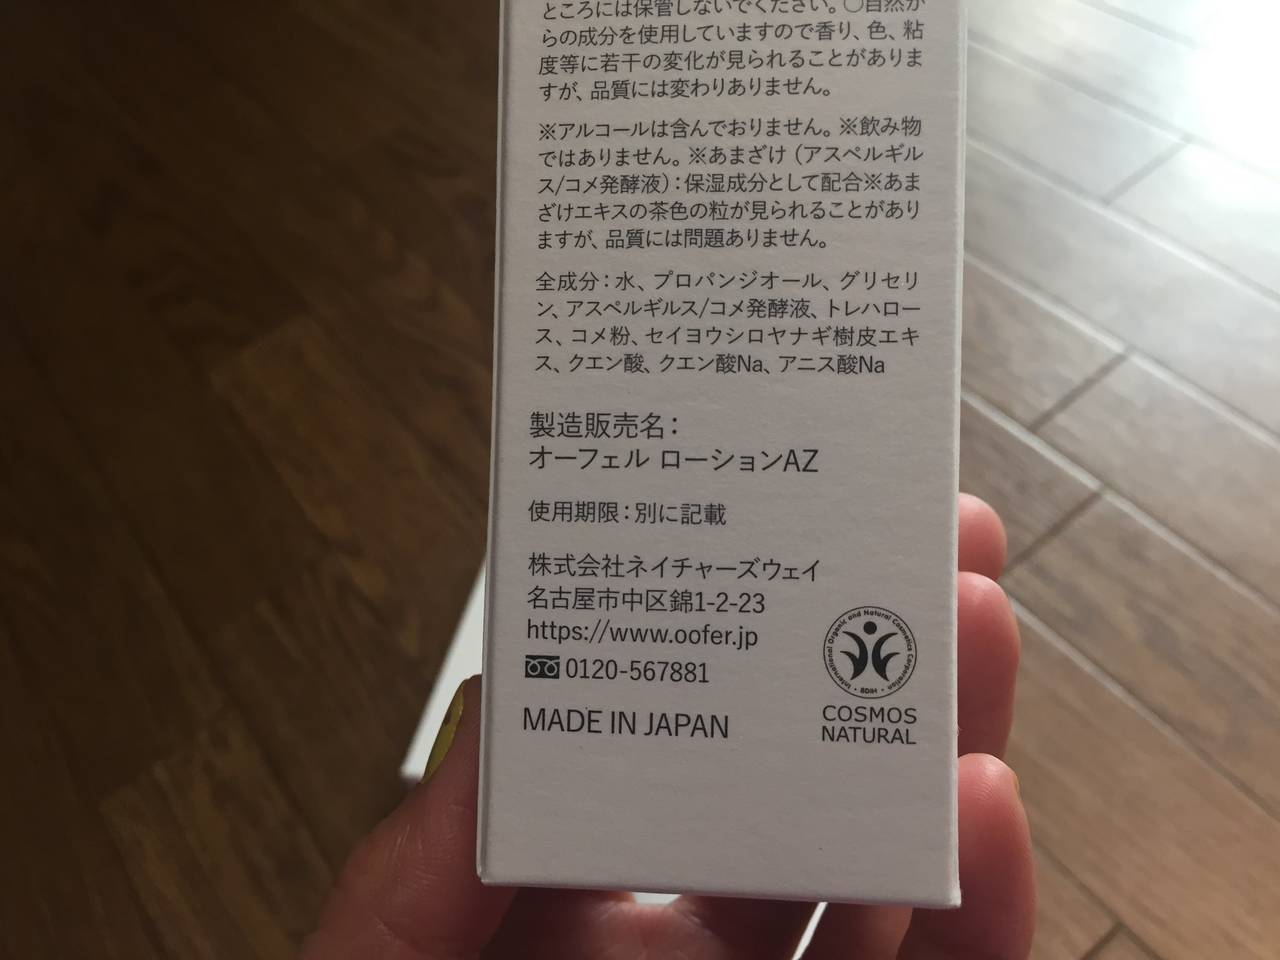 ところには保管しないでください。○自然か
らの成分を使用していますので香り、色、粘
度等に若干の変化が見られることがありま
すが、品質には変わりありません。
※アルコールは含んでおりません。※飲み物
ではありません。※あまざけ（アスペルギル
ス/コメ発酵液）：保湿成分として配合※あま
ざけエキスの茶色の粒が見られることがあり
ますが、品質には問題ありません。
全成分：水、プロパンジオール、グリセリ
ン、アスペルギルス/コメ発酵液、トレハロー
ス、コメ粉、セイヨウシロヤナギ樹皮エキ
ス、クエン酸、クエン酸Na、アニス酸Na
製造販売名：
オーフェル ローションAZ
使用期限：別に記載
株式会社ネイチャーズウェイ
名古屋市中区錦1-2-23
https://www.oofer.jp
0120-567881
MADE IN JAPAN
International Organic and Natural Cosmetics Corporation
BDIH
COSMOS
NATURAL